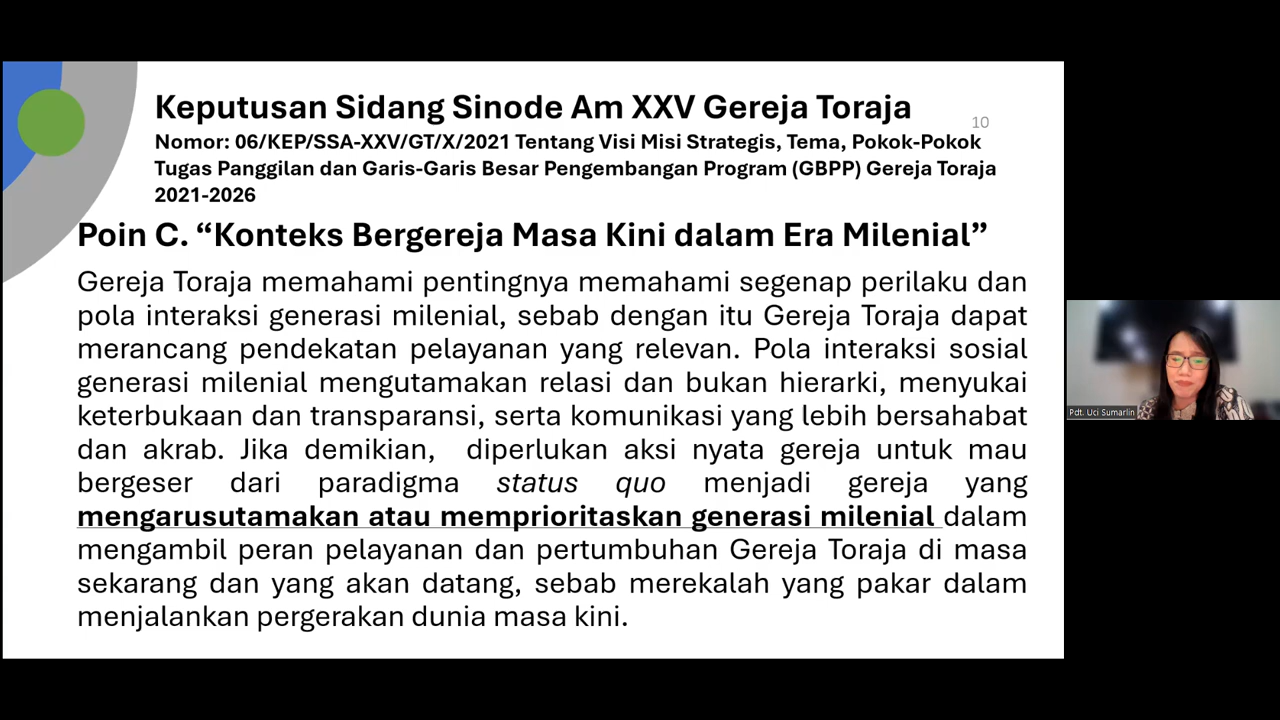 Keputusan Sidang Sinode Am XXV Gereja Toraja
10
Nomor: 06/KEP/SSA-XXV/GT/X/2021 Tentang Visi Misi Strategis, Tema, Pokok-Pokok
Tugas Panggilan dan Garis-Garis Besar Pengembangan Program (GBPP) Gereja Toraja
2021-2026
Poin C. “Konteks Bergereja Masa Kini dalam Era Milenial”
Gereja Toraja memahami pentingnya memahami segenap perilaku dan
pola interaksi generasi milenial, sebab dengan itu Gereja Toraja dapat
merancang pendekatan pelayanan yang relevan. Pola interaksi sosial
generasi milenial mengutamakan relasi dan bukan hierarki, menyukai
keterbukaan dan transparansi, serta komunikasi yang lebih bersahabat
dan akrab. Jika demikian, diperlukan aksi nyata gereja untuk mau
bergeser dari paradigma status quo menjadi gereja yang
mengarusutamakan atau memprioritaskan generasi milenial dalam
mengambil peran pelayanan dan pertumbuhan Gereja Toraja di masa
sekarang dan yang akan datang, sebab merekalah yang pakar dalam
menjalankan pergerakan dunia masa kini.
Pdt. Uci Sumarlin